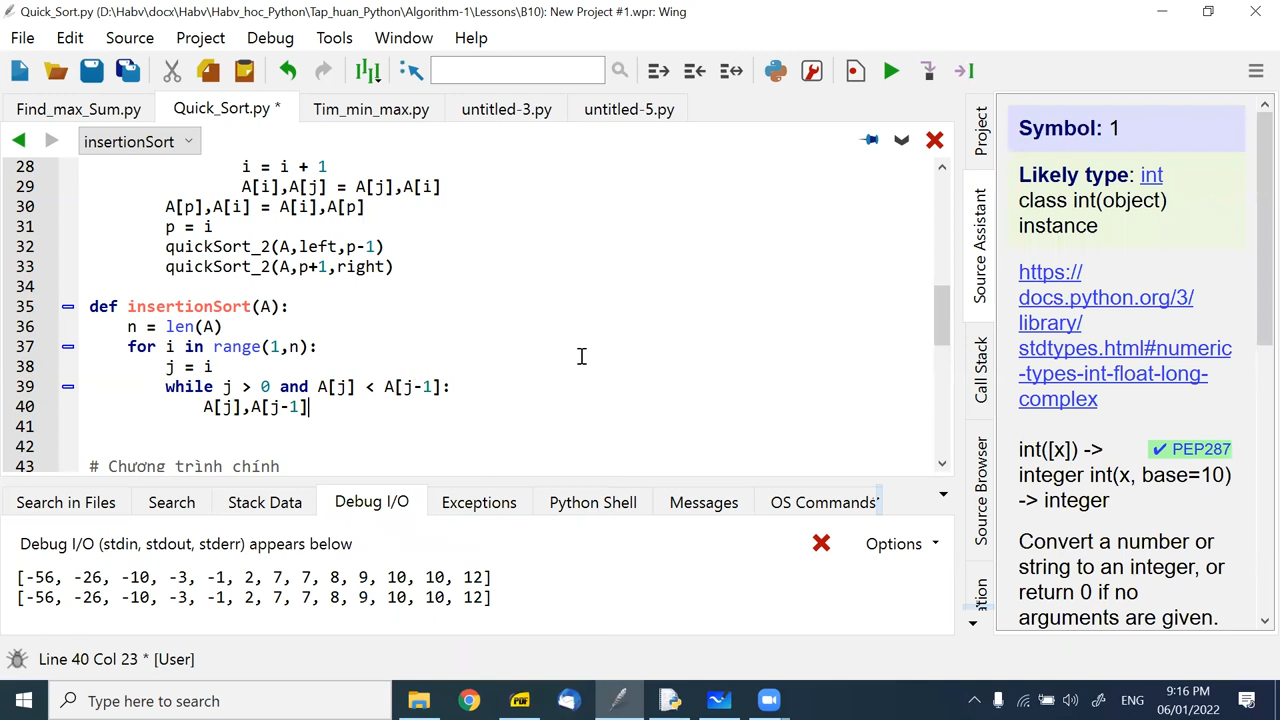 Quick_Sort.py (D:\Habv\docx\Habv\Habv_hoc_Python\Tap_huan_Python\Algorithm-1\Lessons\B10): New Project #1.wpr: Wing
File Edit Source Project Debug Tools Window Help
Find_max_Sum.py Quick_Sort.py * Tim_min_max.py untitled-3.py untitled-5.py
insertionSort
28 i = i + 1
29 A[i],A[j] = A[j],A[i]
30 A[p],A[i] = A[i],A[p]
31 p = i
32 quickSort_2(A,left,p-1)
33 quickSort_2(A,p+1,right)
34
35 def insertionSort(A):
36 n = len(A)
37 for i in range(1,n):
38 j = i
39 while j > 0 and A[j] < A[j-1]:
40 A[j],A[j-1]
41
42
43 # Chương trình chính
Search in Files Search Stack Data Debug I/O Exceptions Python Shell Messages OS Commands
Debug I/O (stdin, stdout, stderr) appears below
Options
[-56, -26, -10, -3, -1, 2, 7, 7, 8, 9, 10, 10, 12]
[-56, -26, -10, -3, -1, 2, 7, 7, 8, 9, 10, 10, 12]
Line 40 Col 23 * [User]
Project
Source Assistant
Call Stack
Source Browser
Symbol: 1
Likely type: int
class int(object)
instance
https://
docs.python.org/3/
library/
stdtypes.html#numeric
-types-int-float-long-
complex
int([x]) -> ✔ PEP287
integer int(x, base=10)
-> integer
Convert a number or
string to an integer, or
return 0 if no
arguments are given.
Type here to search
PDF
ENG
9:16 PM
06/01/2022